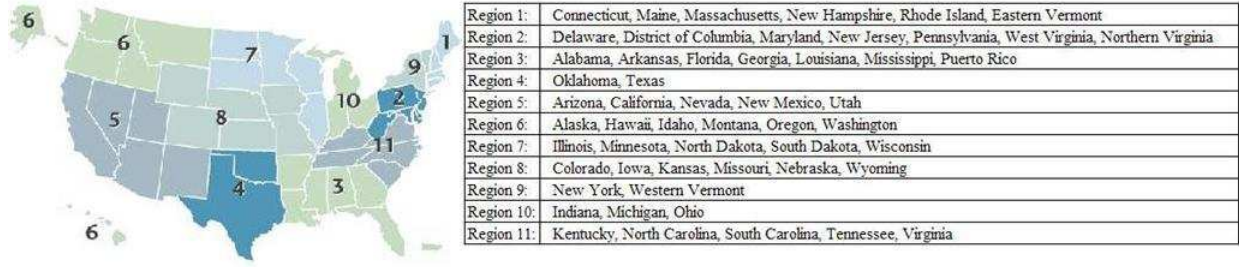 6
6
7
1
9
10
2
8
5
11
4
3
6
Region 1: Connecticut, Maine, Massachusetts, New Hampshire, Rhode Island, Eastern Vermont
Region 2: Delaware, District of Columbia, Maryland, New Jersey, Pennsylvania, West Virginia, Northern Virginia
Region 3: Alabama, Arkansas, Florida, Georgia, Louisiana, Mississippi, Puerto Rico
Region 4: Oklahoma, Texas
Region 5: Arizona, California, Nevada, New Mexico, Utah
Region 6: Alaska, Hawaii, Idaho, Montana, Oregon, Washington
Region 7: Illinois, Minnesota, North Dakota, South Dakota, Wisconsin
Region 8: Colorado, Iowa, Kansas, Missouri, Nebraska, Wyoming
Region 9: New York, Western Vermont
Region 10: Indiana, Michigan, Ohio
Region 11: Kentucky, North Carolina, South Carolina, Tennessee, Virginia